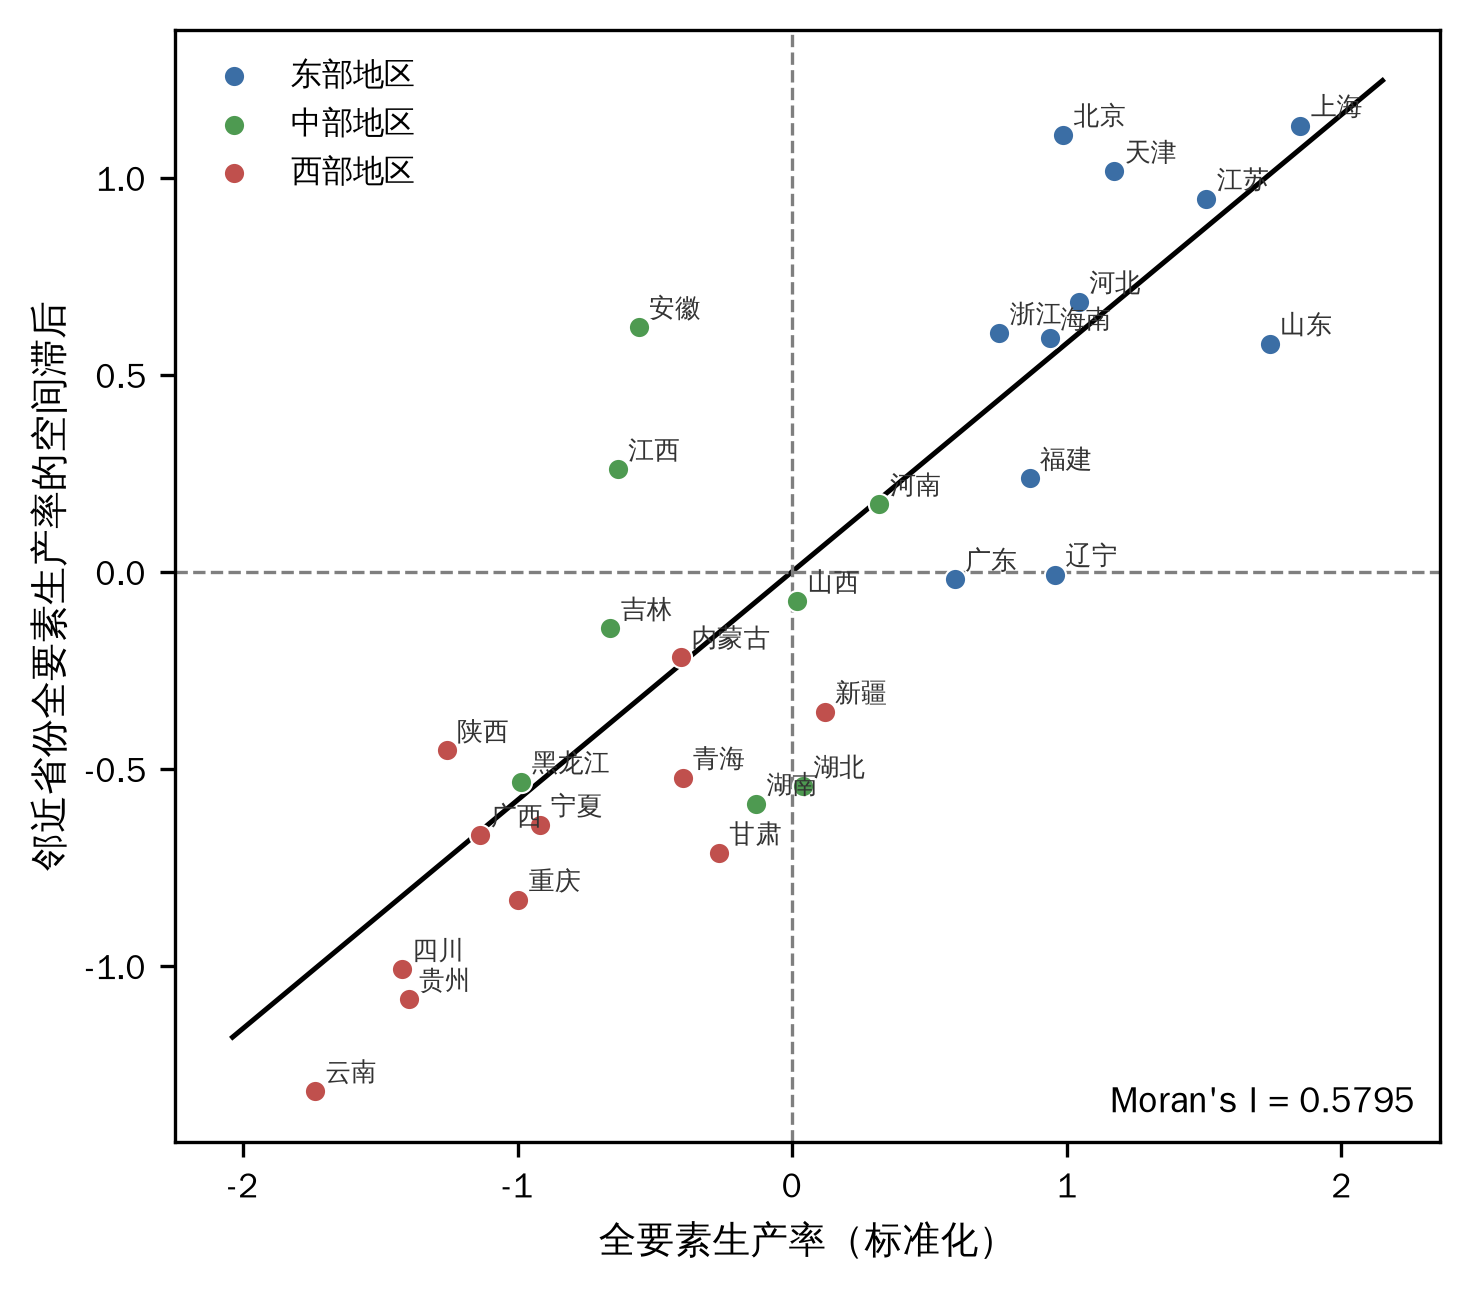 东部地区
中部地区
西部地区
北京
上海
天津
江苏
河北
浙江
海南
山东
安徽
江西
福建
河南
广东
辽宁
山西
吉林
内蒙古
新疆
陕西
黑龙江
青海
湖北
湖南
宁夏
广西
甘肃
重庆
四川
贵州
云南
Moran's I = 0.5795
1.0
0.5
0.0
-0.5
-1.0
-2
-1
0
1
2
全要素生产率（标准化）
邻近省份全要素生产率的空间滞后